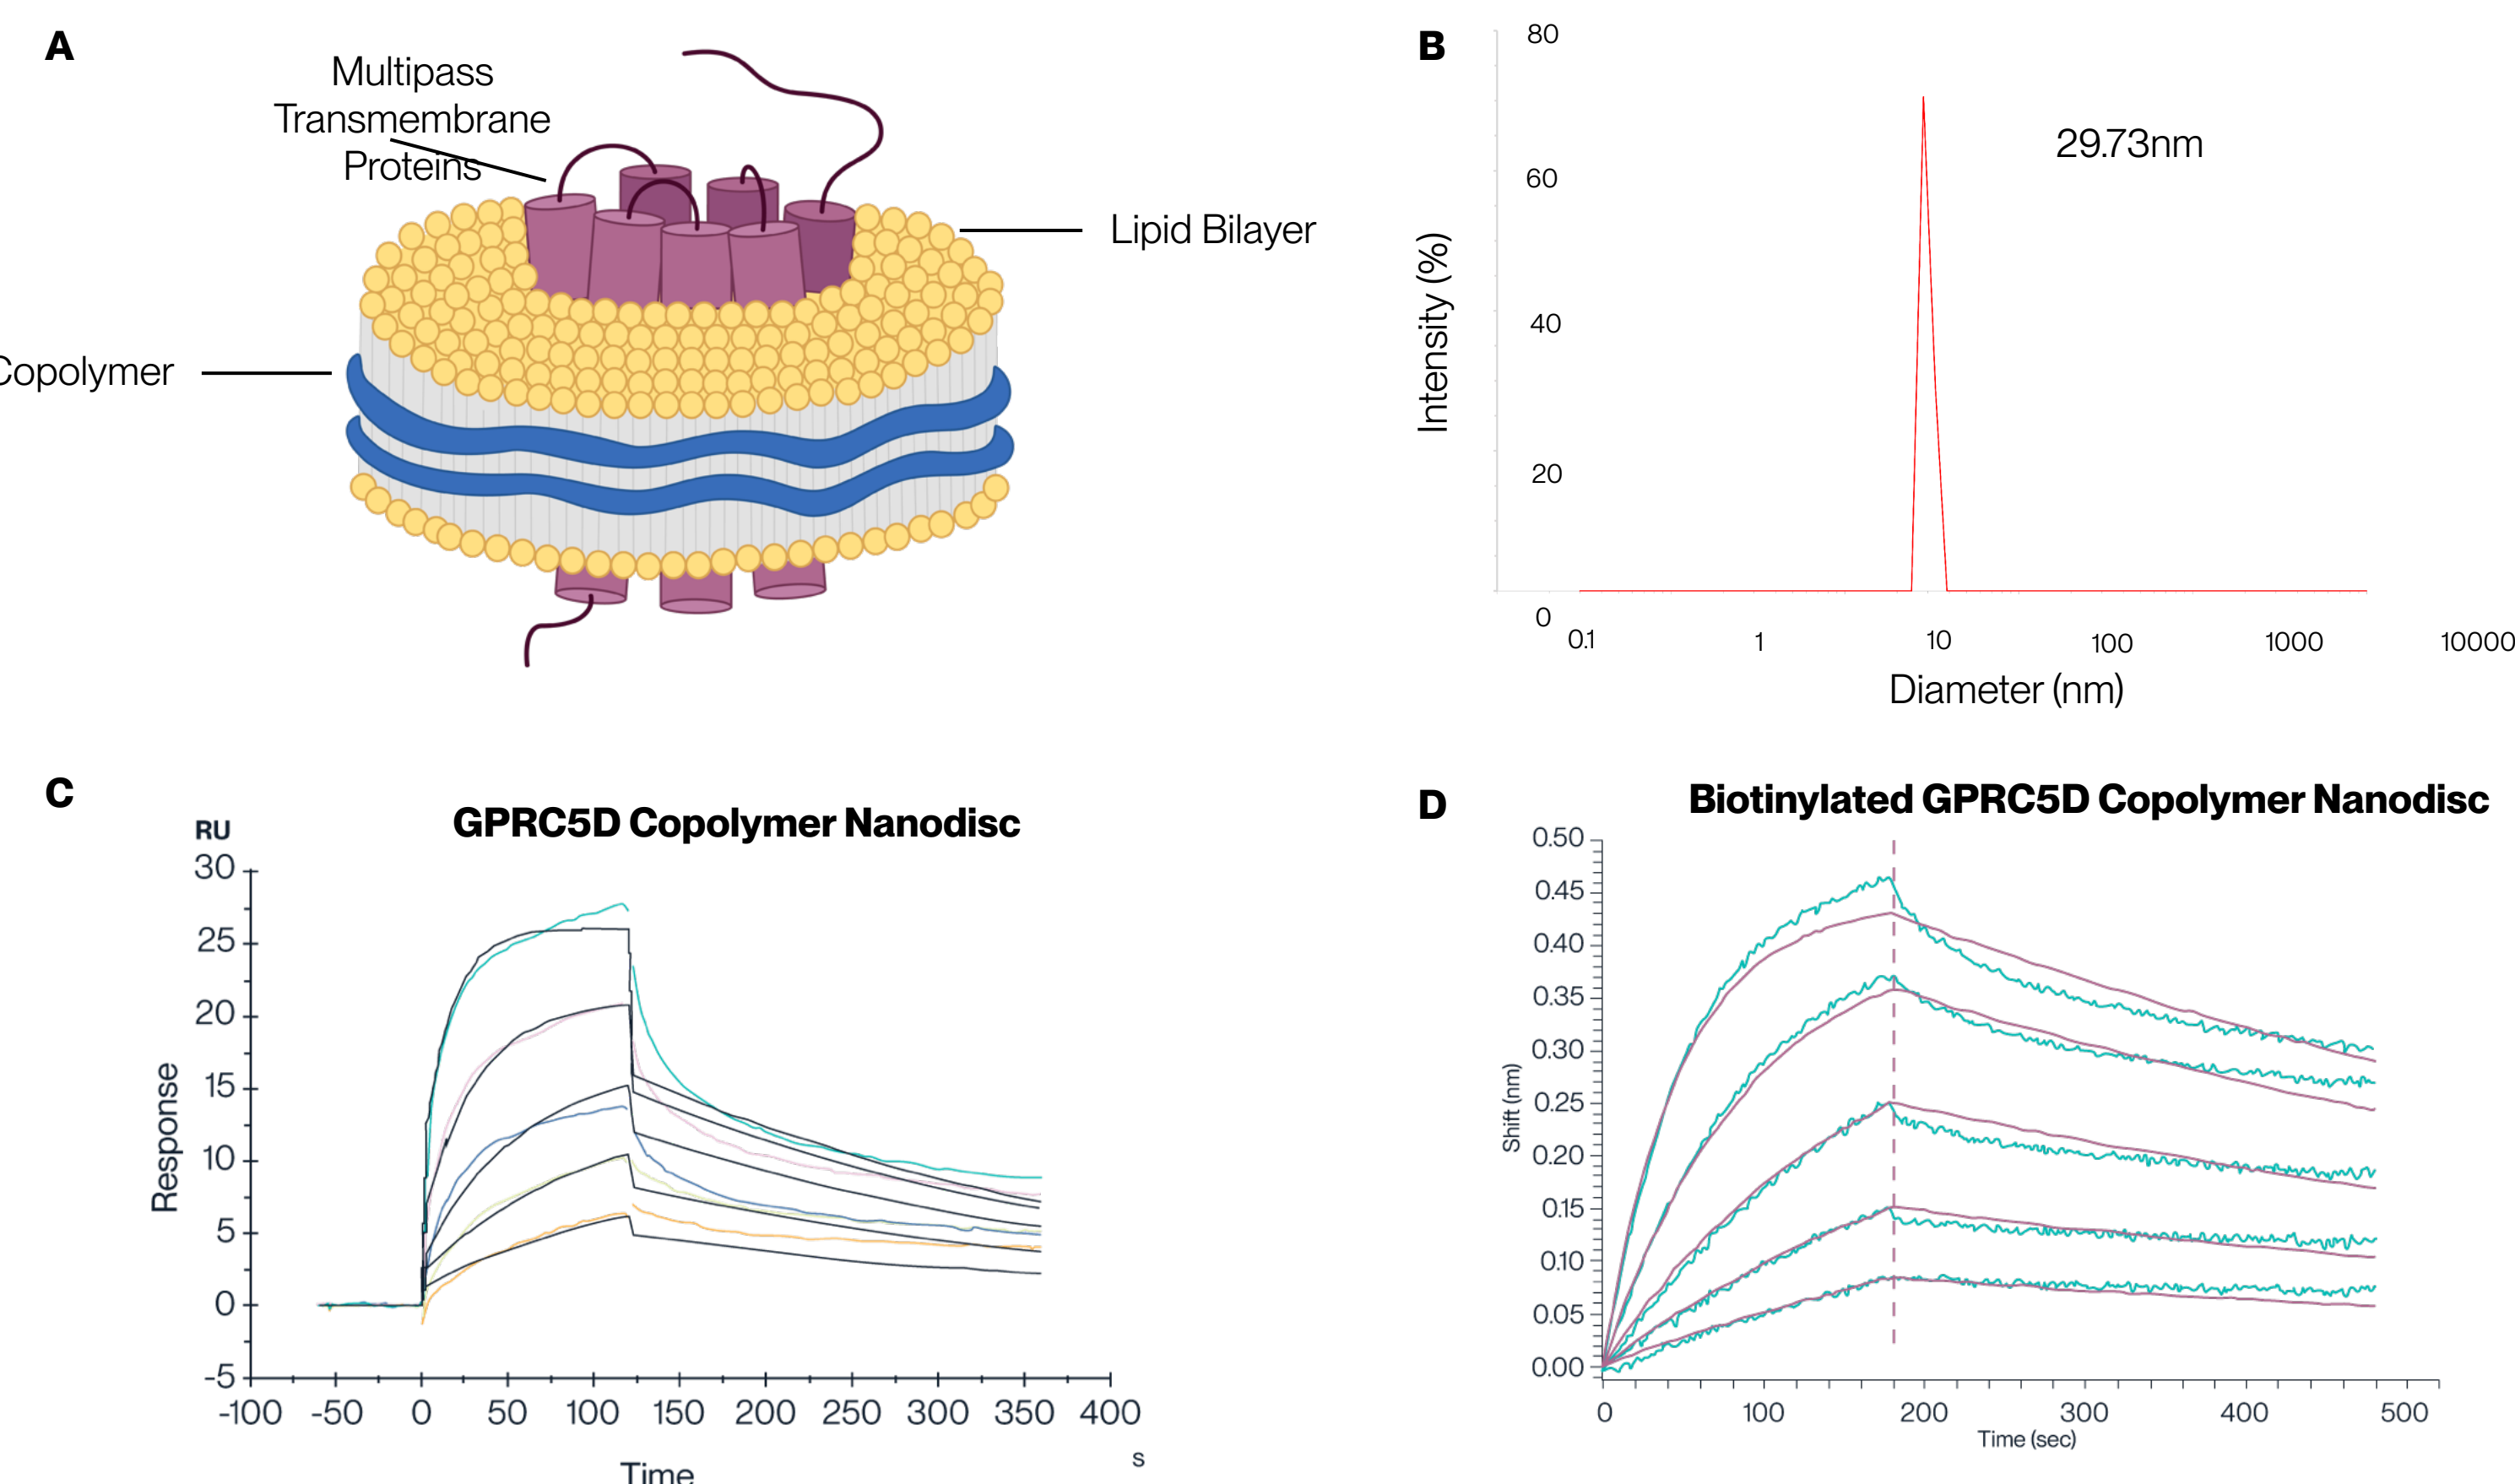 A
Multipass
Transmembrane
Proteins
Lipid Bilayer
Copolymer
B
80
60
40
20
0
Intensity (%)
29.73nm
0.1 1 10 100 1000 10000
Diameter (nm)
C
GPRC5D Copolymer Nanodisc
RU
30
25
20
15
10
5
0
-5
Response
-100 -50 0 50 100 150 200 250 300 350 400
s
Time
D
Biotinylated GPRC5D Copolymer Nanodisc
0.50
0.45
0.40
0.35
0.30
0.25
0.20
0.15
0.10
0.05
0.00
Shift (nm)
0 100 200 300 400 500
Time (sec)